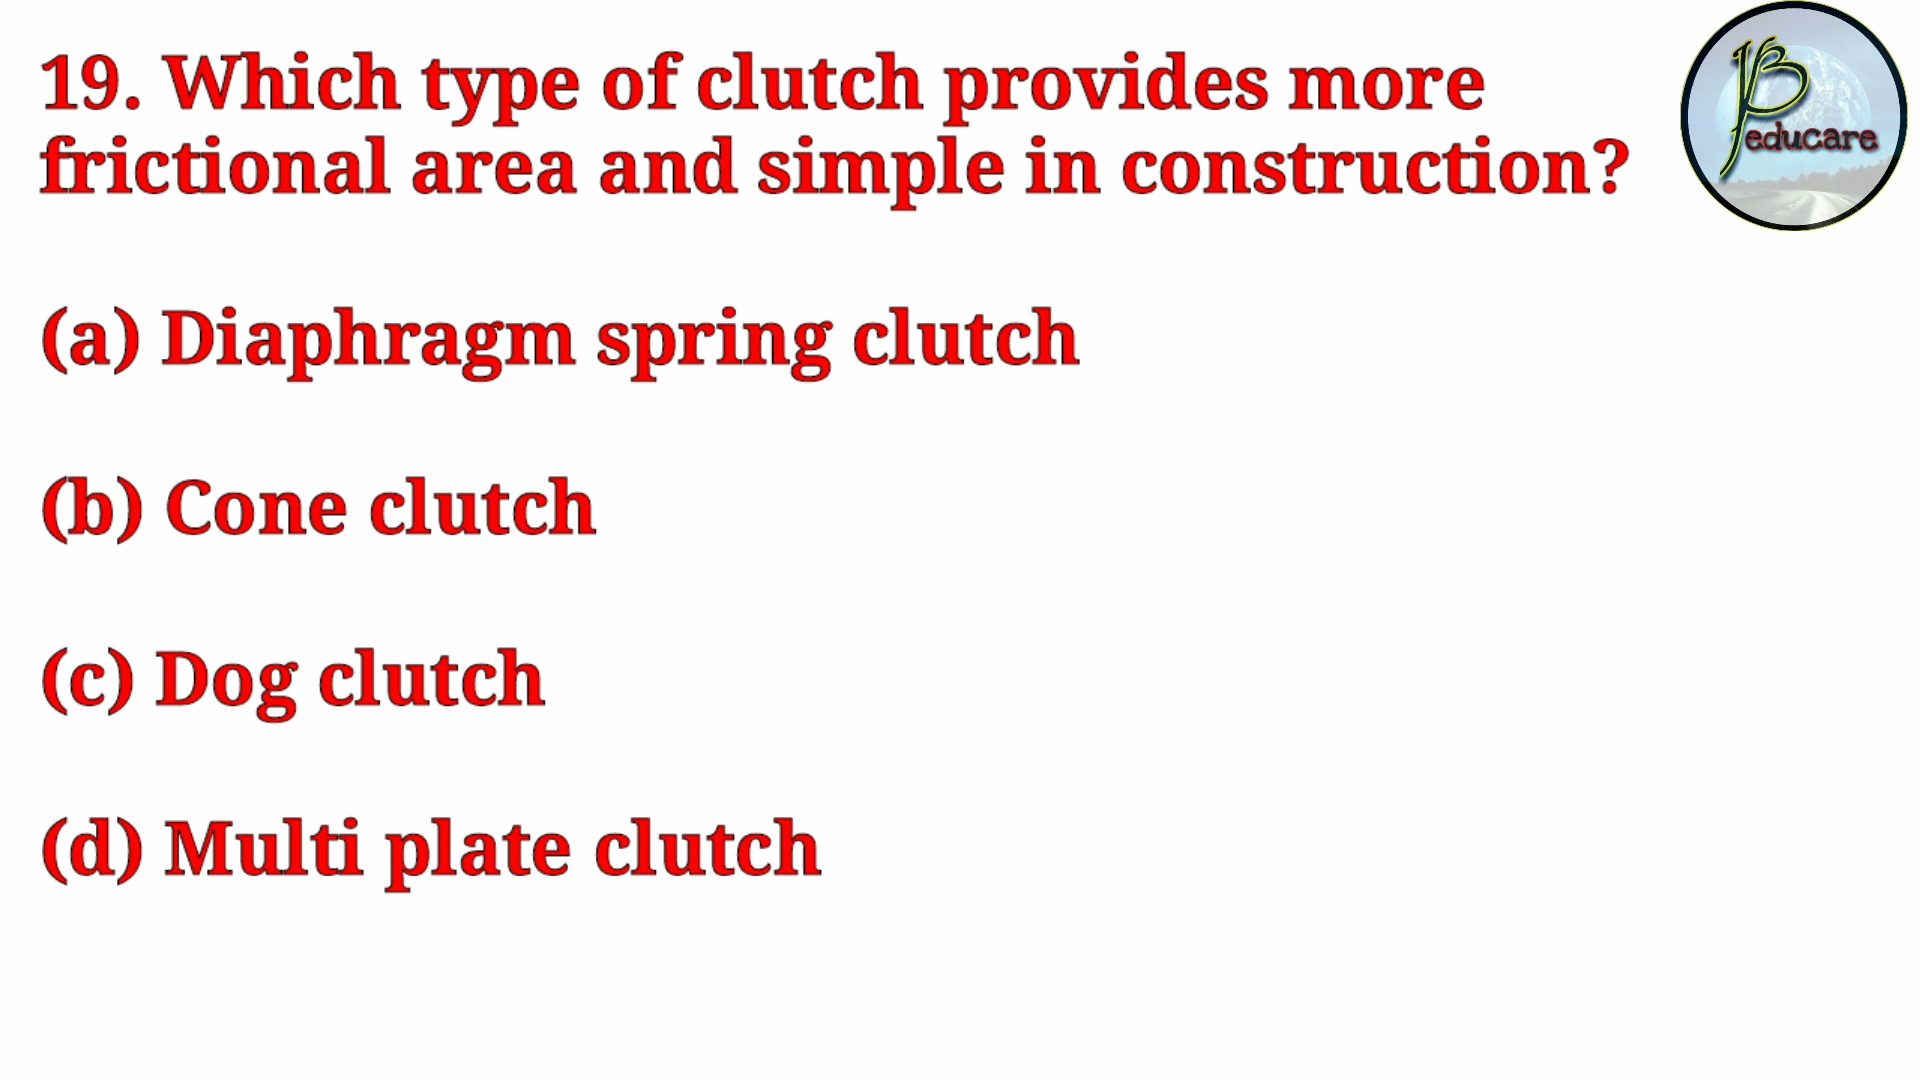 19. Which type of clutch provides more
frictional area and simple in construction?
(a) Diaphragm spring clutch
(b) Cone clutch
(c) Dog clutch
(d) Multi plate clutch
VB
educare